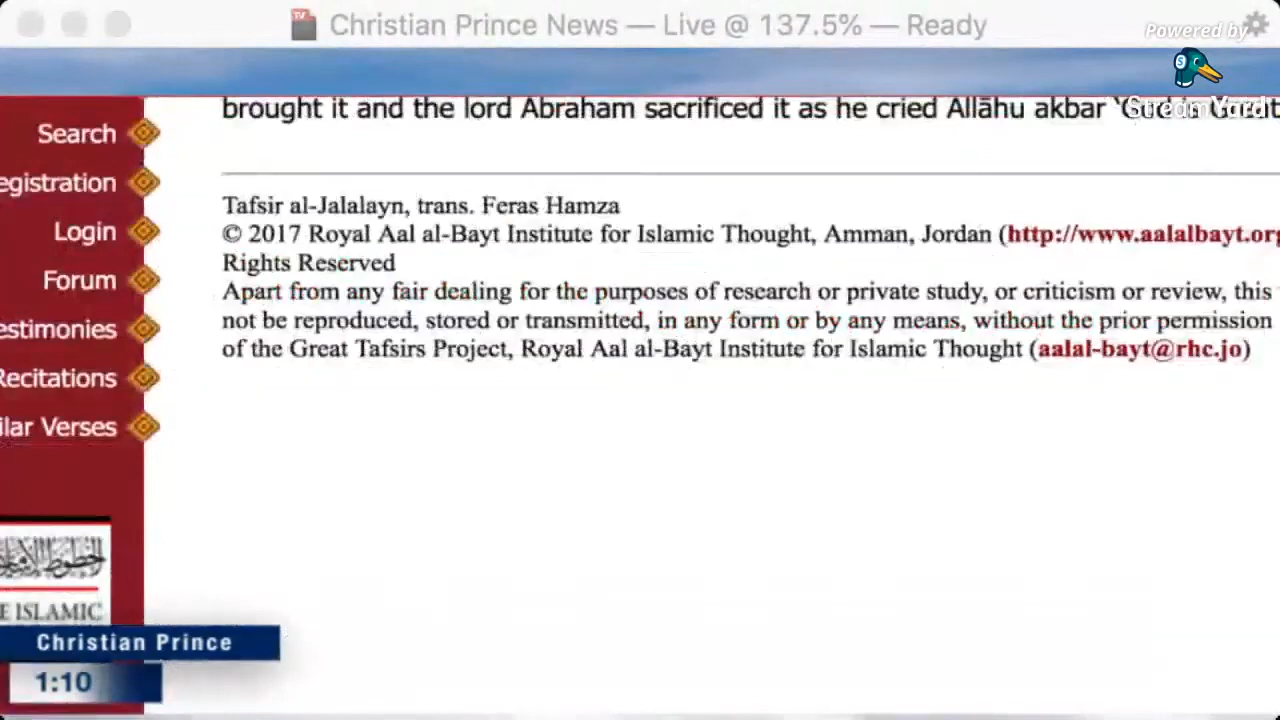 Christian Prince News — Live @ 137.5% — Ready
Powered by
StreamYard
brought it and the lord Abraham sacrificed it as he cried Allāhu akbar
Search
egistration
Login
Forum
estimonies
Recitations
ilar Verses
Tafsir al-Jalalayn, trans. Feras Hamza
© 2017 Royal Aal al-Bayt Institute for Islamic Thought, Amman, Jordan (http://www.aalalbayt.org
Rights Reserved
Apart from any fair dealing for the purposes of research or private study, or criticism or review, this
not be reproduced, stored or transmitted, in any form or by any means, without the prior permission
of the Great Tafsirs Project, Royal Aal al-Bayt Institute for Islamic Thought (aalal-bayt@rhc.jo)
E ISLAMIC
Christian Prince
1:10